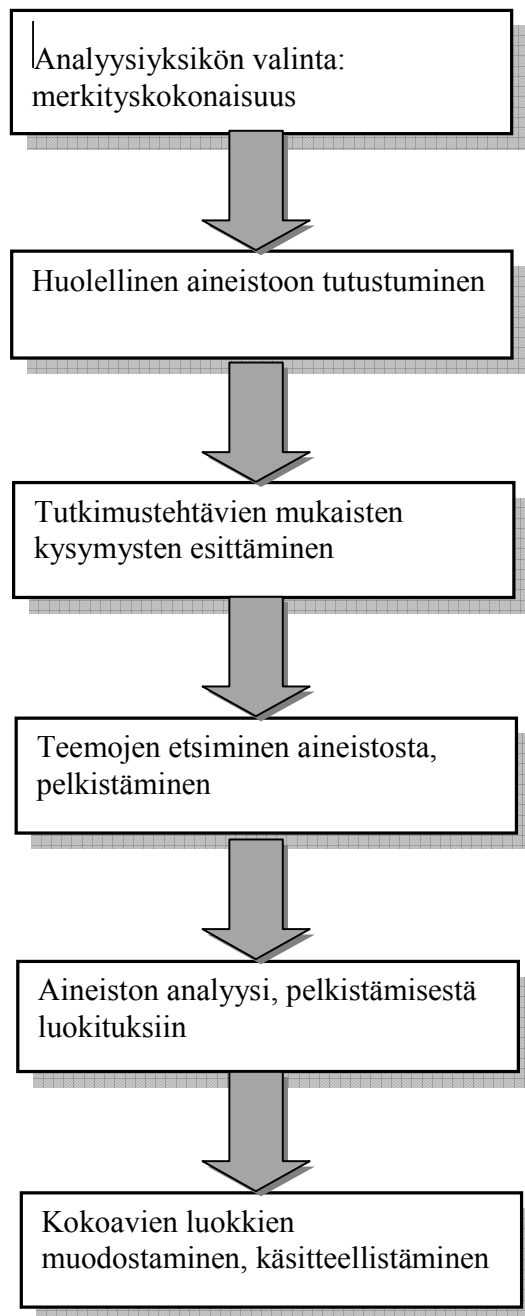 Analyysiyksikön valinta:
merkityskokonaisuus
Huolellinen aineistoon tutustuminen
Tutkimustehtävien mukaisten
kysymysten esittäminen
Teemojen etsiminen aineistosta,
pelkistäminen
Aineiston analyysi, pelkistämisestä
luokituksiin
Kokoavien luokkien
muodostaminen, käsitteellistäminen